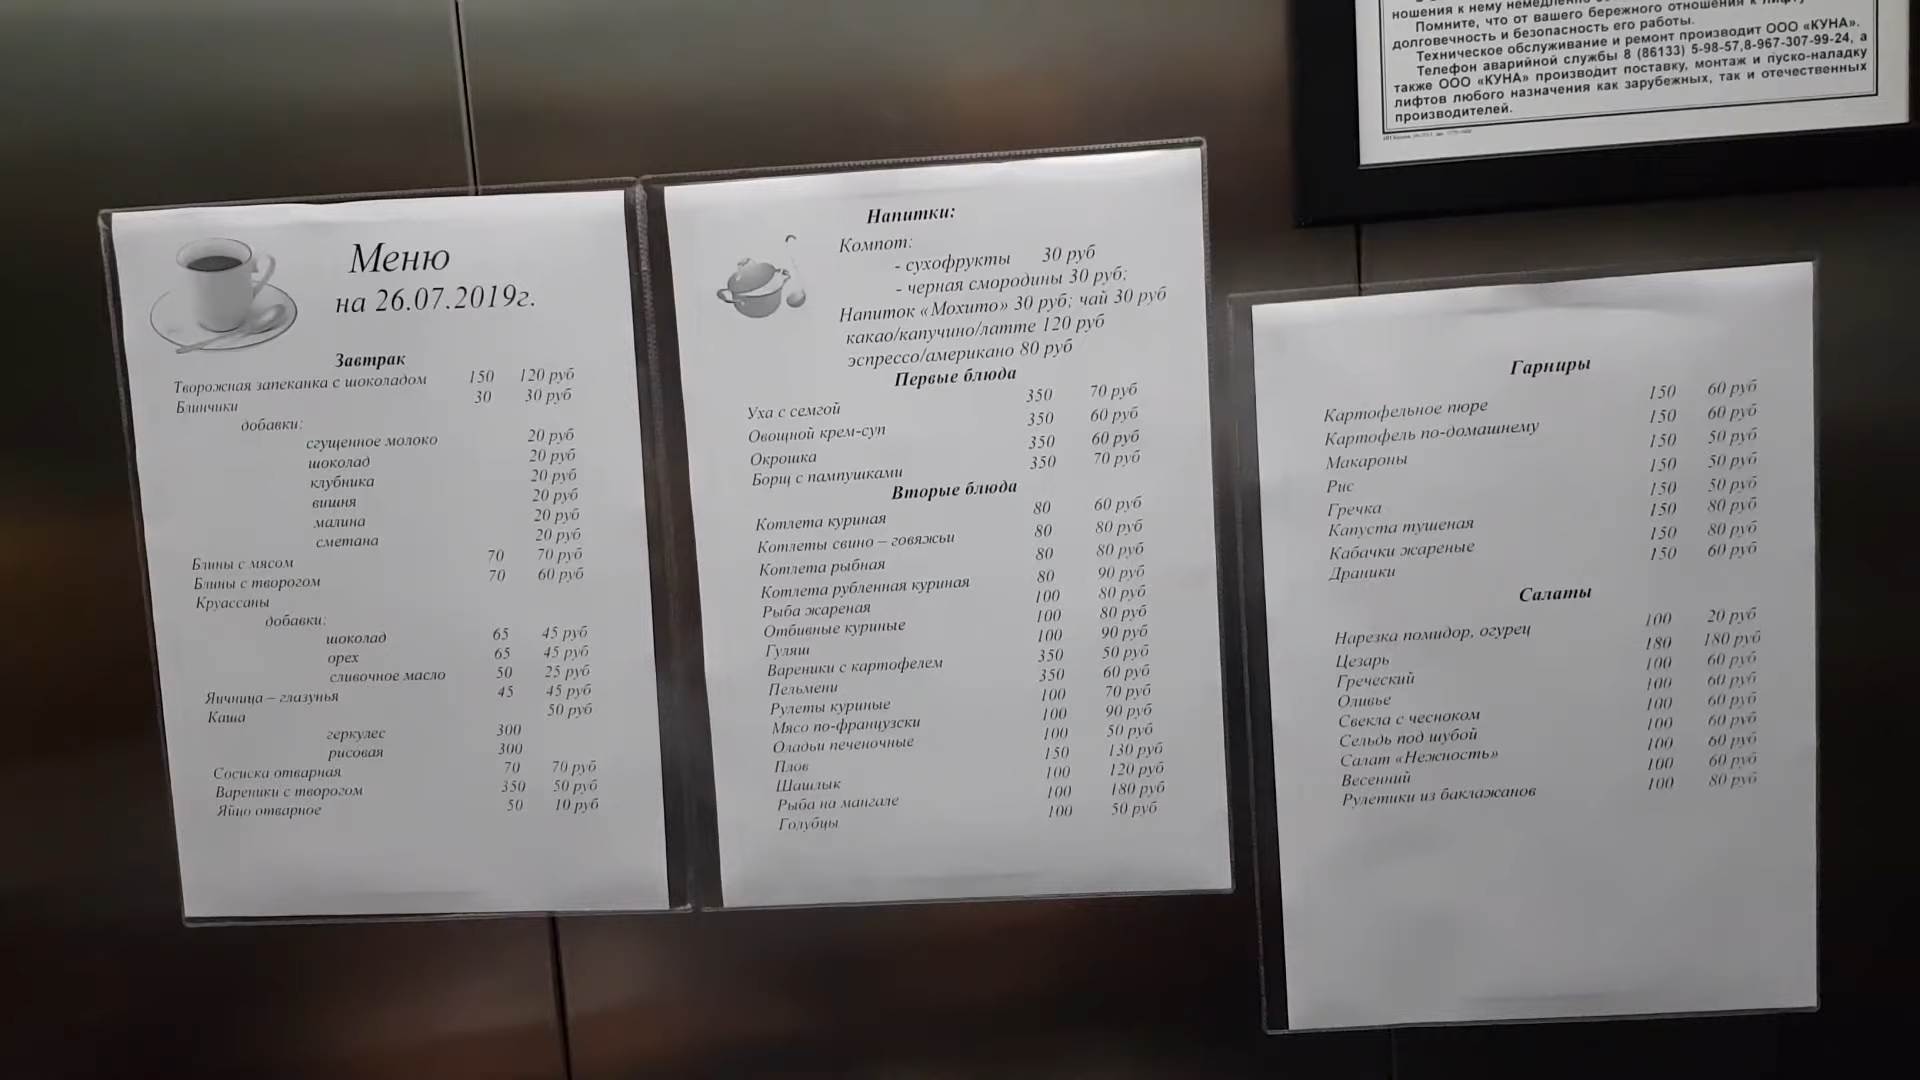 Меню
на 26.07.2019г.
Завтрак
Творожная запеканка с шоколадом 150 120 руб
Блинчики 30 30 руб
добавки:
сгущенное молоко 20 руб
шоколад 20 руб
клубника 20 руб
вишня 20 руб
малина 20 руб
сметана 20 руб
Блины с мясом 70 70 руб
Блины с творогом 70 60 руб
Круассаны
добавки:
шоколад 65 45 руб
орех 65 45 руб
сливочное масло 50 25 руб
Яичница – глазунья 45 45 руб
Каша 50 руб
геркулес 300
рисовая 300
Сосиска отварная 70 70 руб
Вареники с творогом 350 50 руб
Яйцо отварное 50 10 руб
Напитки:
Компот:
- сухофрукты 30 руб
- черная смородины 30 руб;
Напиток «Мохито» 30 руб; чай 30 руб
какао/капучино/латте 120 руб
эспрессо/американо 80 руб
Первые блюда
Уха с семгой 350 70 руб
Овощной крем-суп 350 60 руб
Окрошка 350 60 руб
Борщ с пампушками 350 70 руб
Вторые блюда
Котлета куриная 80 60 руб
Котлеты свино – говяжьи 80 80 руб
Котлета рыбная 80 80 руб
Котлета рубленная куриная 80 90 руб
Рыба жареная 100 80 руб
Отбивные куриные 100 80 руб
Гуляш 100 90 руб
Вареники с картофелем 350 50 руб
Пельмени 350 60 руб
Рулеты куриные 100 70 руб
Мясо по-французски 100 90 руб
Оладьи печеночные 100 50 руб
Плов 150 130 руб
Шашлык 100 120 руб
Рыба на мангале 100 180 руб
Голубцы 100 50 руб
ношения к нему немедленно
Помните, что от вашего бережного отношения к лифту
долговечность и безопасность его работы.
Техническое обслуживание и ремонт производит ООО «КУНА».
Телефон аварийной службы 8 (86133) 5-98-57,8-967-307-99-24, а
также ООО «КУНА» производит поставку, монтаж и пуско-наладку
лифтов любого назначения как зарубежных, так и отечественных
производителей.
Гарниры
Картофельное пюре 150 60 руб
Картофель по-домашнему 150 60 руб
Макароны 150 50 руб
Рис 150 50 руб
Гречка 150 50 руб
Капуста тушеная 150 80 руб
Кабачки жареные 150 80 руб
Драники 150 60 руб
Салаты
Нарезка помидор, огурец 100 20 руб
Цезарь 180 180 руб
Греческий 100 60 руб
Оливье 100 60 руб
Свекла с чесноком 100 60 руб
Сельдь под шубой 100 60 руб
Салат «Нежность» 100 60 руб
Весенний 100 60 руб
Рулетики из баклажанов 100 80 руб